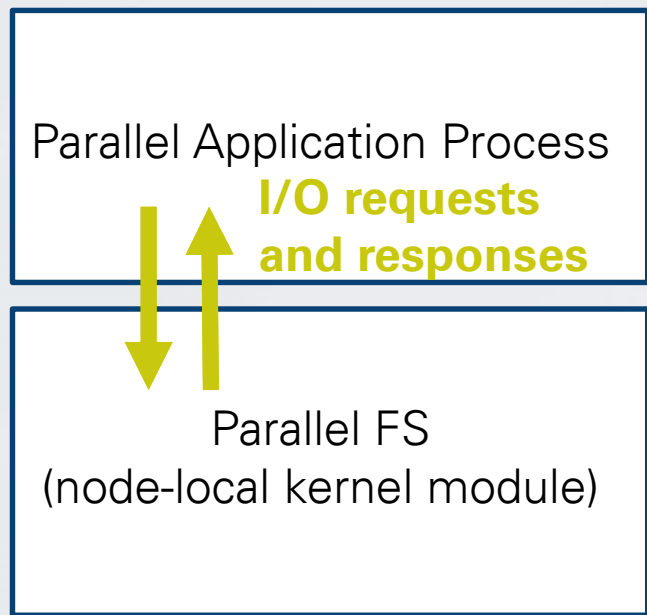 Parallel Application Process
I/O requests
and responses
Parallel FS
(node-local kernel module)